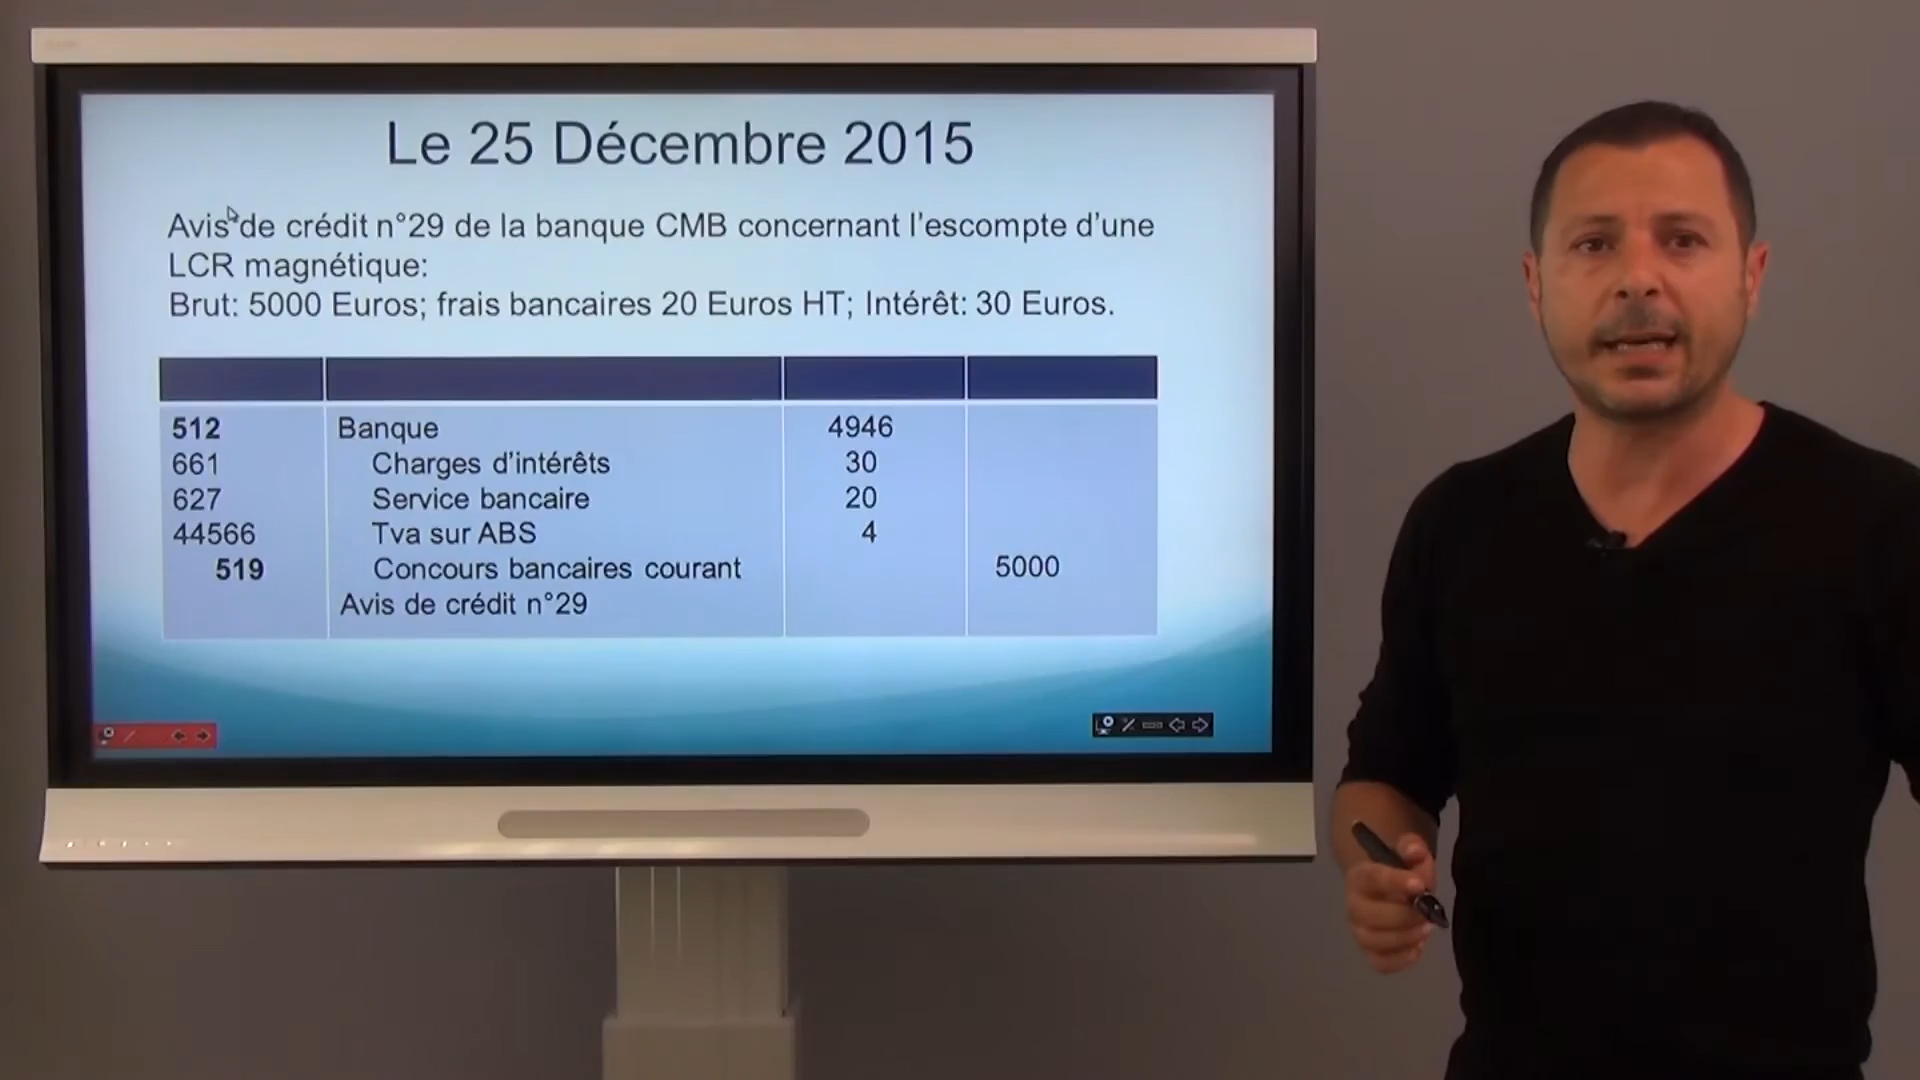 Le 25 Décembre 2015
Avis de crédit n°29 de la banque CMB concernant l'escompte d'une
LCR magnétique:
Brut: 5000 Euros; frais bancaires 20 Euros HT; Intérêt: 30 Euros.
512 Banque 4946
661 Charges d'intérêts 30
627 Service bancaire 20
44566 Tva sur ABS 4
519 Concours bancaires courant 5000
Avis de crédit n°29